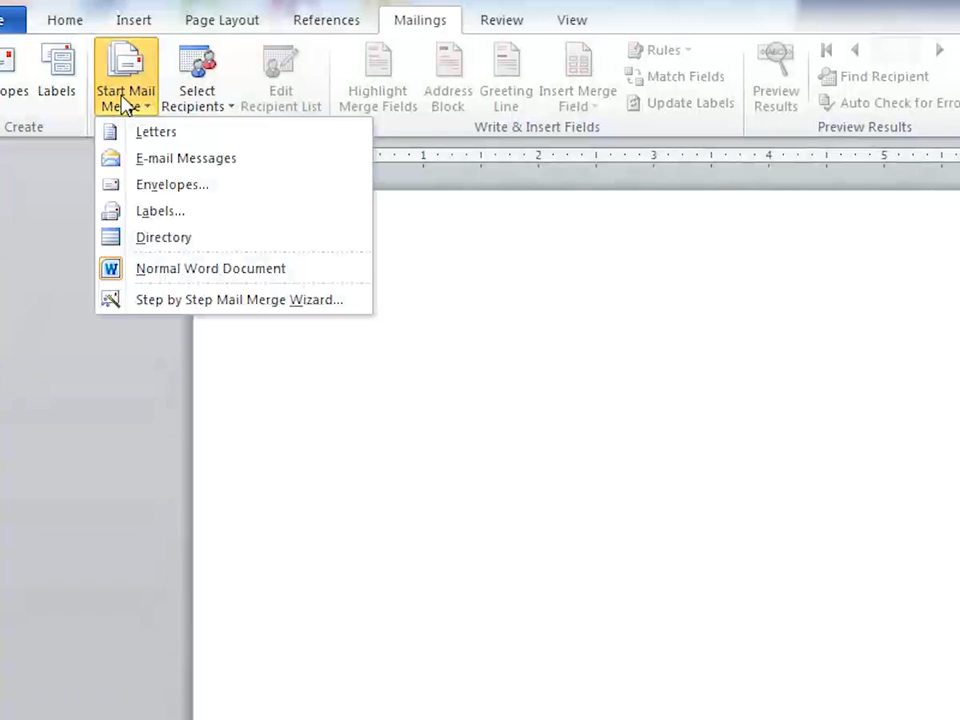 e Home Insert Page Layout References Mailings Review View
opes Labels Start Mail Merge Select Recipients Edit Recipient List Highlight Merge Fields Address Block Greeting Line Insert Merge Field Rules Match Fields Update Labels Preview Results Find Recipient Auto Check for Erro
Create Write & Insert Fields Preview Results
1 2 3 4 5
Letters
E-mail Messages
Envelopes...
Labels...
Directory
W Normal Word Document
Step by Step Mail Merge Wizard...